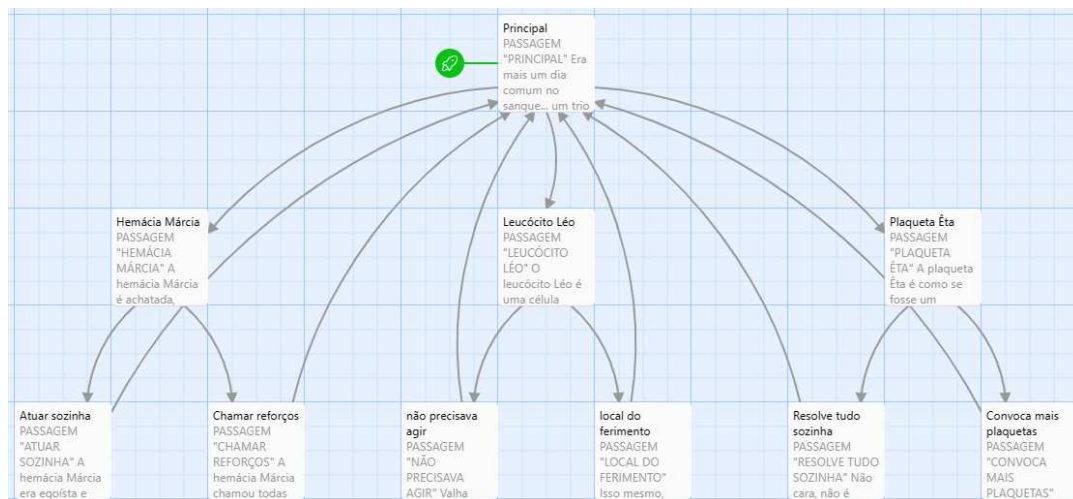 Principal
PASSAGEM
"PRINCIPAL" Era
mais um dia
comum no
sangue... um trio
Hemácia Márcia
PASSAGEM
"HEMÁCIA
MÁRCIA" A
hemácia Márcia
é achatada,
Leucócito Léo
PASSAGEM
"LEUCÓCITO
LÉO" O
leucócito Léo é
uma célula
Plaqueta Êta
PASSAGEM
"PLAQUETA
ÊTA" A plaqueta
Êta é como se
fosse um
Atuar sozinha
PASSAGEM
"ATUAR
SOZINHA" A
hemácia Márcia
era egoísta e
Chamar reforços
PASSAGEM
"CHAMAR
REFORÇOS" A
hemácia Márcia
chamou todas
não precisava
agir
PASSAGEM
"NÃO
PRECISAVA
AGIR" Valha
local do
ferimento
PASSAGEM
"LOCAL DO
FERIMENTO"
Isso mesmo,
Resolve tudo
sozinha
PASSAGEM
"RESOLVE TUDO
SOZINHA" Não
cara, não é
Convoca mais
plaquetas
PASSAGEM
"CONVOCA
MAIS
PLAQUETAS"